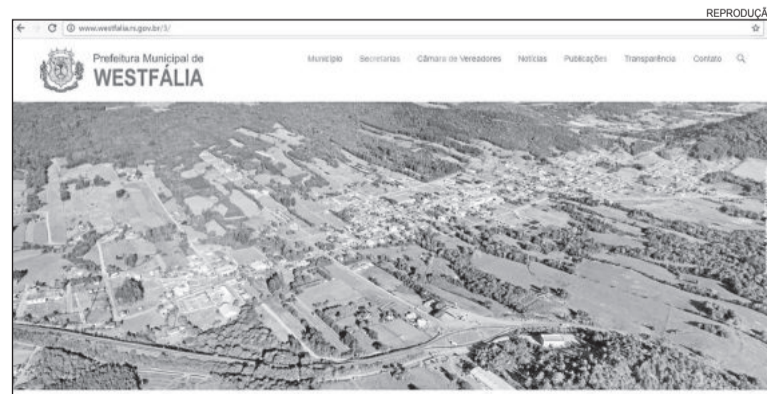 REPRODUÇÃ
www.westfalia.rs.gov.br/3/
Prefeitura Municipal de
WESTFÁLIA
Município Secretarias Câmara de Vereadores Notícias Publicações Transparência Contato